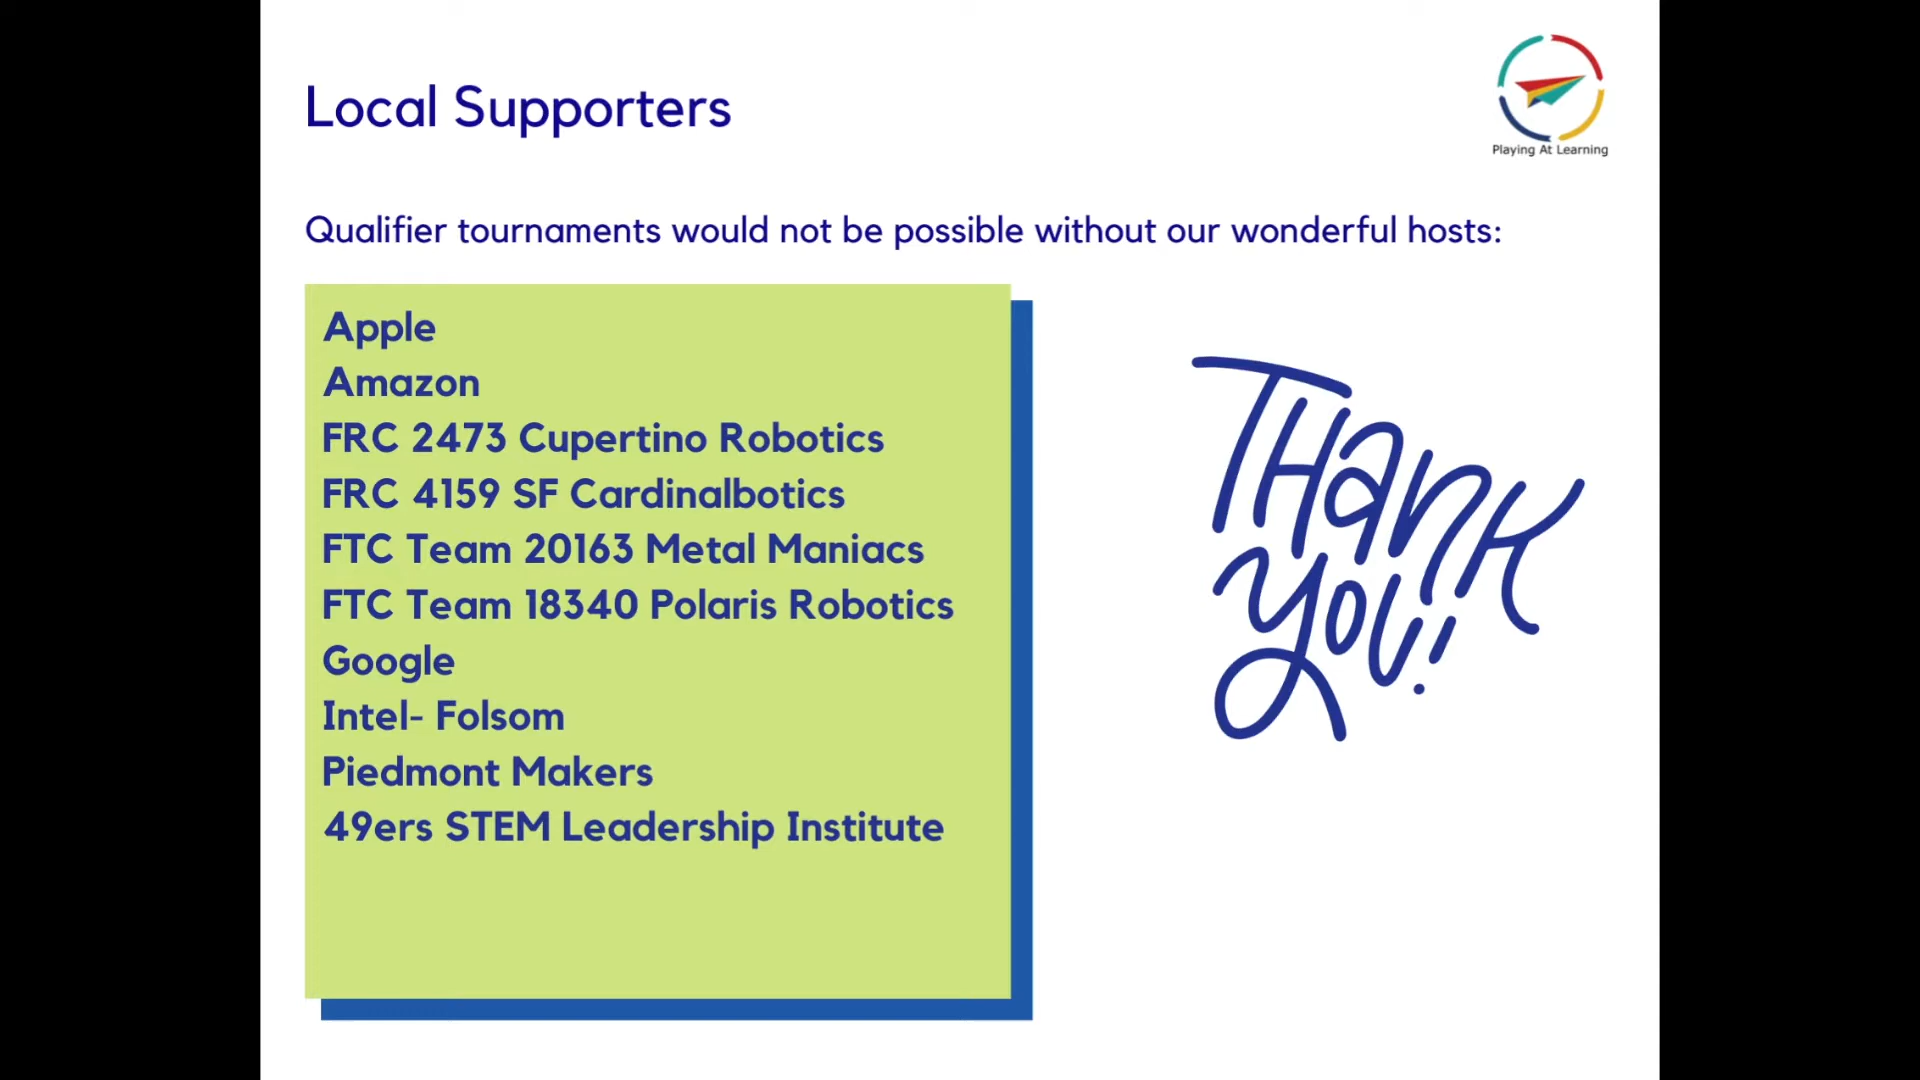 Local Supporters
Playing At Learning
Qualifier tournaments would not be possible without our wonderful hosts:
Apple
Amazon
FRC 2473 Cupertino Robotics
FRC 4159 SF Cardinalbotics
FTC Team 20163 Metal Maniacs
FTC Team 18340 Polaris Robotics
Google
Intel- Folsom
Piedmont Makers
49ers STEM Leadership Institute
THANK
YOU!!